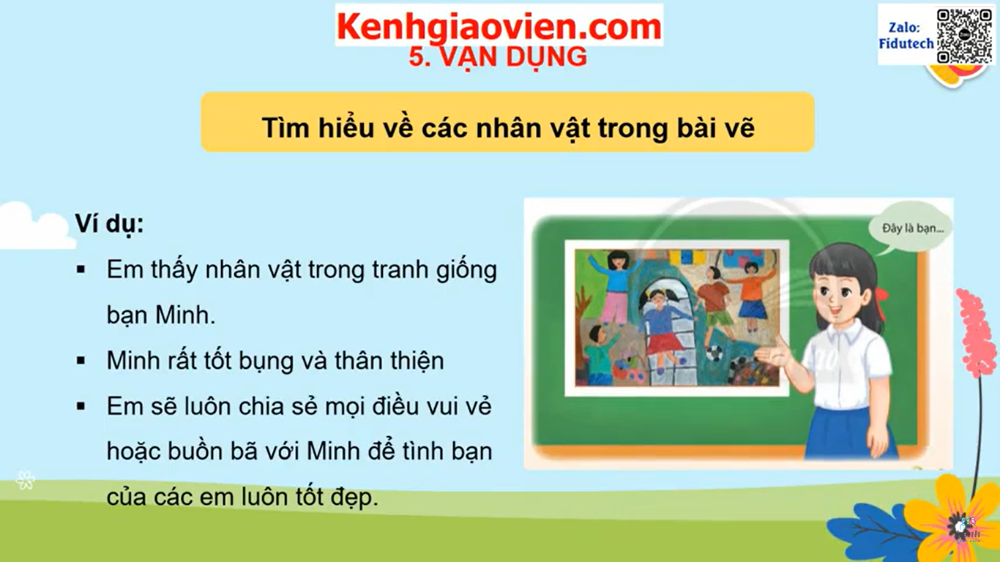 Kenhgiaovien.com
Zalo:
Fidutech
5. VẬN DỤNG
Tìm hiểu về các nhân vật trong bài vẽ
Ví dụ:
▪ Em thấy nhân vật trong tranh giống
bạn Minh.
▪ Minh rất tốt bụng và thân thiện
▪ Em sẽ luôn chia sẻ mọi điều vui vẻ
hoặc buồn bã với Minh để tình bạn
của các em luôn tốt đẹp.
Đây là bạn...